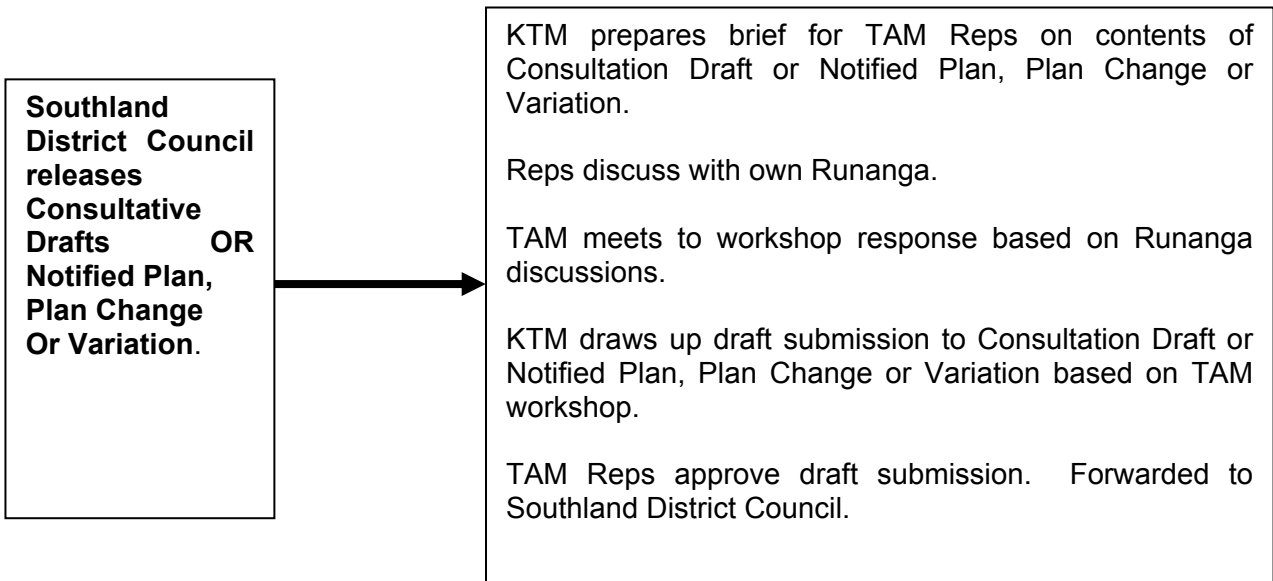 Southland
District Council
releases
Consultative
Drafts OR
Notified Plan,
Plan Change
Or Variation.
KTM prepares brief for TAM Reps on contents of
Consultation Draft or Notified Plan, Plan Change or
Variation.
Reps discuss with own Runanga.
TAM meets to workshop response based on Runanga
discussions.
KTM draws up draft submission to Consultation Draft or
Notified Plan, Plan Change or Variation based on TAM
workshop.
TAM Reps approve draft submission. Forwarded to
Southland District Council.